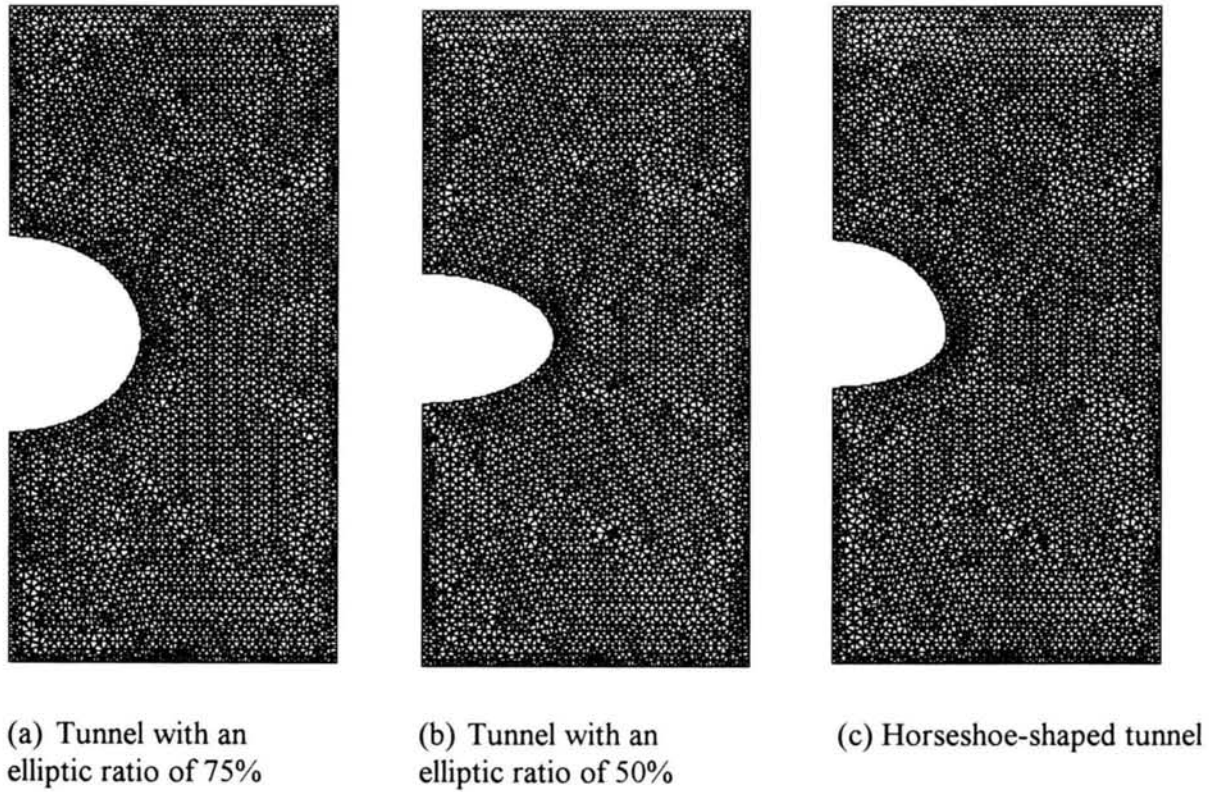 (a) Tunnel with an
elliptic ratio of 75%
(b) Tunnel with an
elliptic ratio of 50%
(c) Horseshoe-shaped tunnel